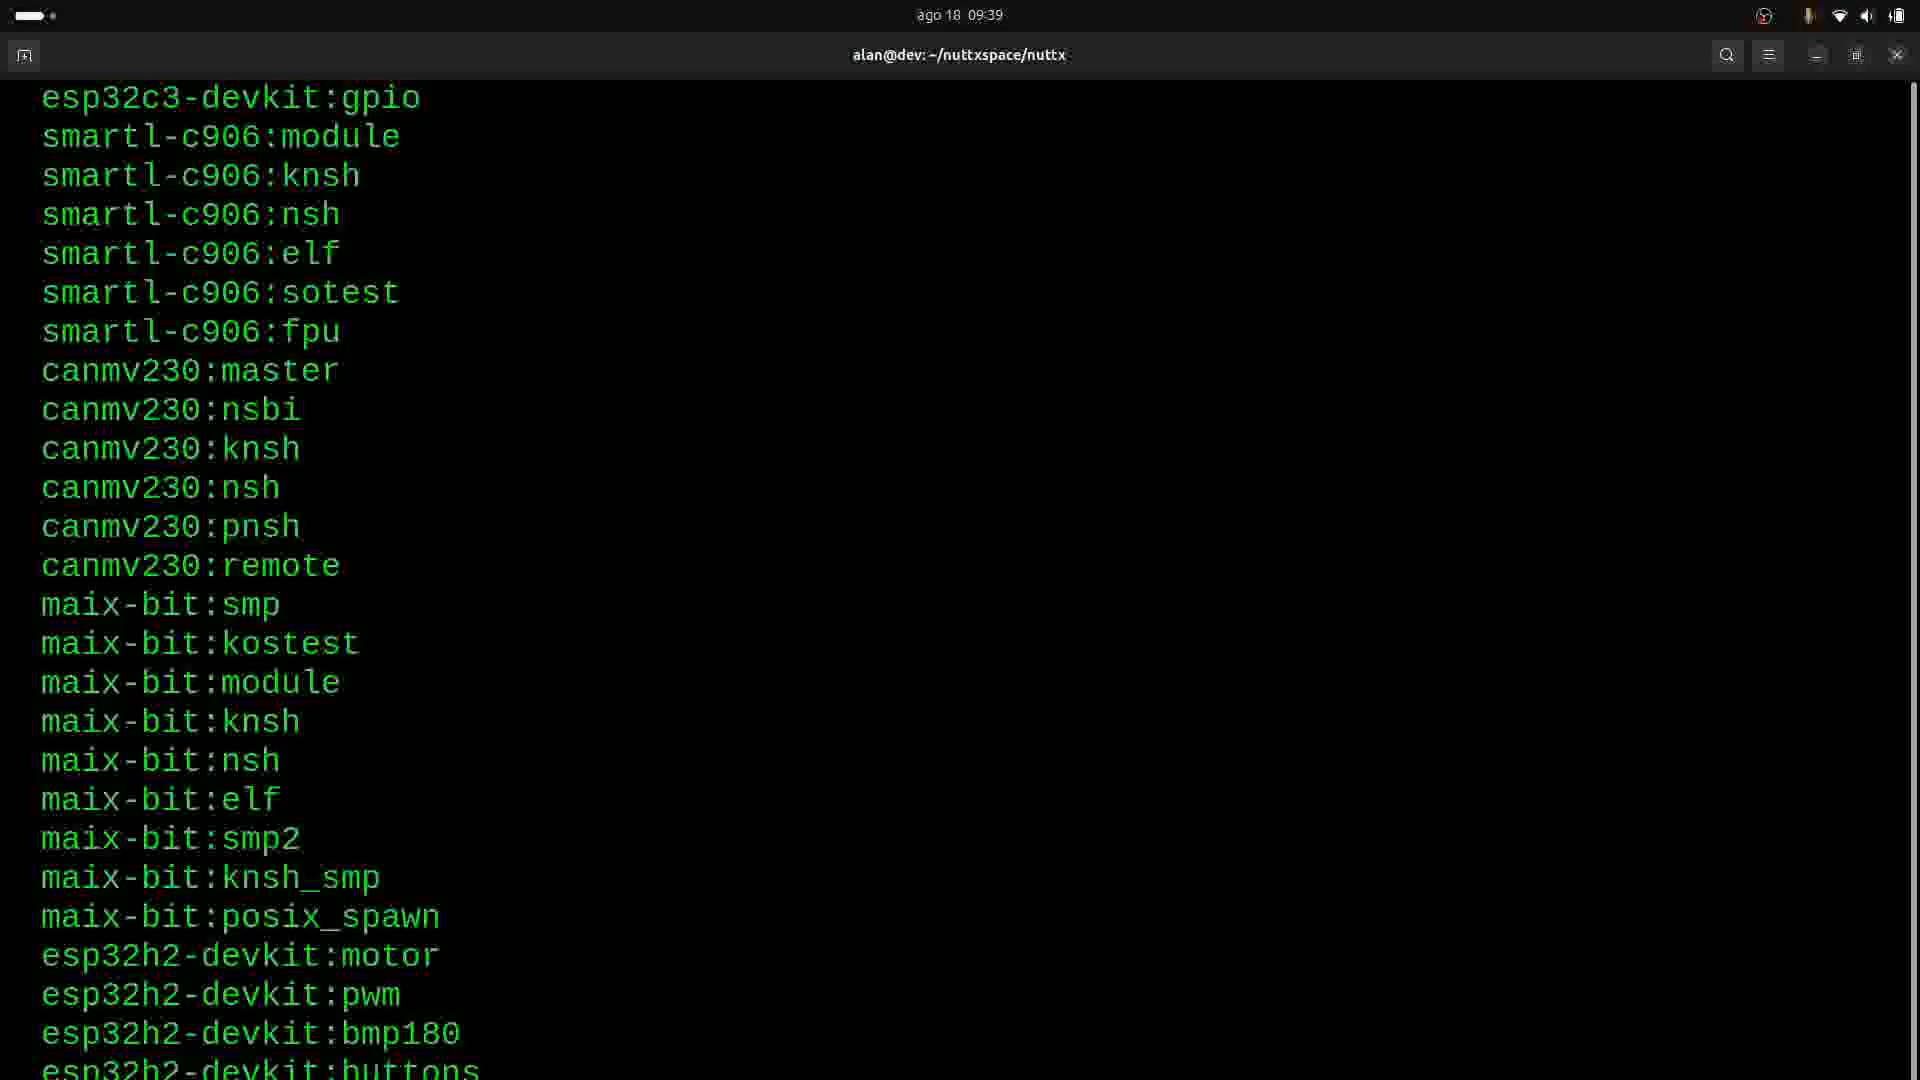 ago 18 09:39
alan@dev: ~/nuttxspace/nuttx
esp32c3-devkit:gpio
smartl-c906:module
smartl-c906:knsh
smartl-c906:nsh
smartl-c906:elf
smartl-c906:sotest
smartl-c906:fpu
canmv230:master
canmv230:nsbi
canmv230:knsh
canmv230:nsh
canmv230:pnsh
canmv230:remote
maix-bit:smp
maix-bit:kostest
maix-bit:module
maix-bit:knsh
maix-bit:nsh
maix-bit:elf
maix-bit:smp2
maix-bit:knsh_smp
maix-bit:posix_spawn
esp32h2-devkit:motor
esp32h2-devkit:pwm
esp32h2-devkit:bmp180
esp32h2-devkit:buttons